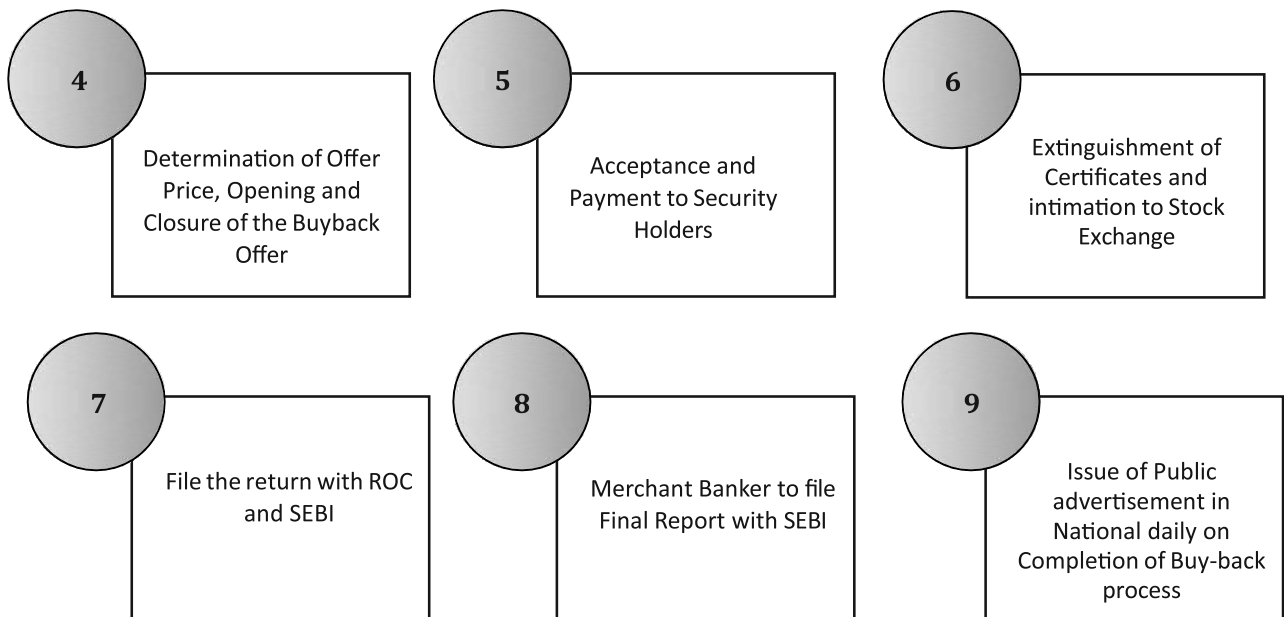 4
Determination of Offer
Price, Opening and
Closure of the Buyback
Offer
5
Acceptance and
Payment to Security
Holders
6
Extinguishment of
Certificates and
intimation to Stock
Exchange
7
File the return with ROC
and SEBI
8
Merchant Banker to file
Final Report with SEBI
9
Issue of Public
advertisement in
National daily on
Completion of Buy-back
process